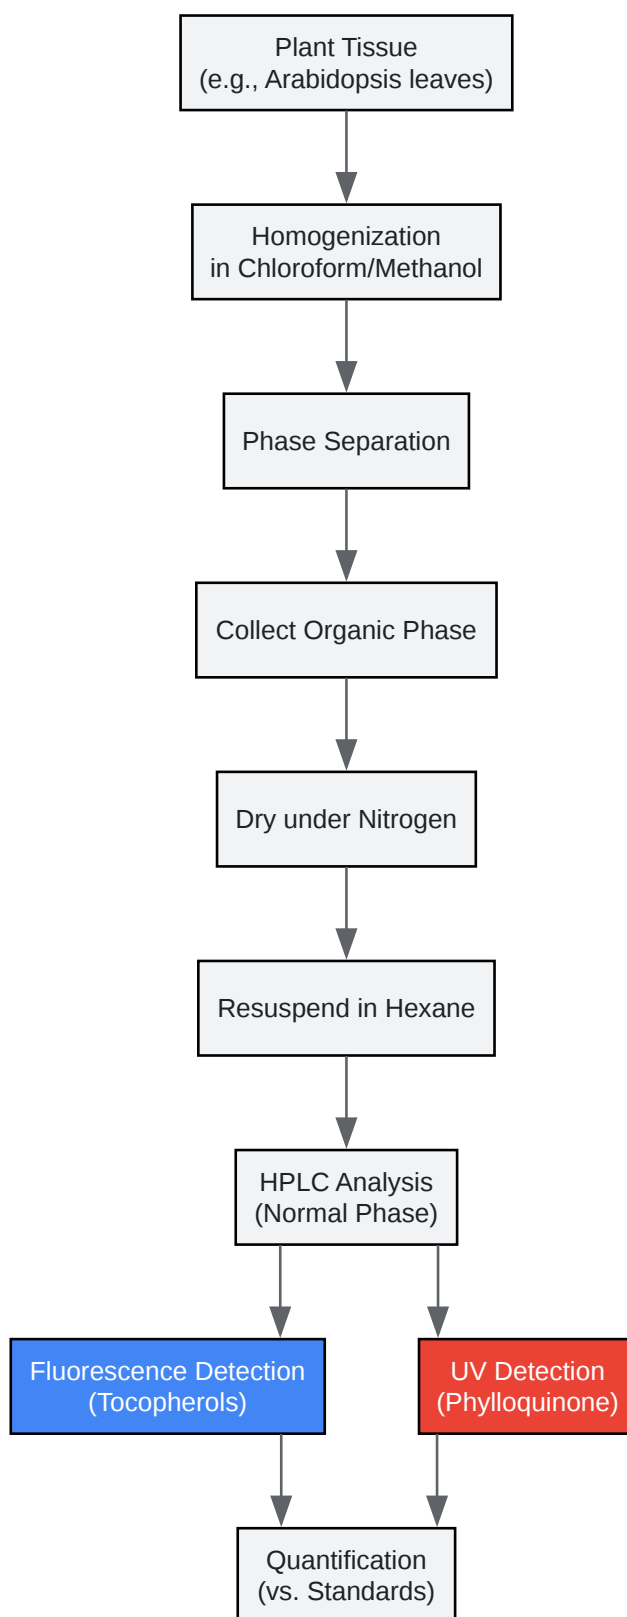 Plant Tissue
(e.g., Arabidopsis leaves)
Homogenization
in Chloroform/Methanol
Phase Separation
Collect Organic Phase
Dry under Nitrogen
Resuspend in Hexane
HPLC Analysis
(Normal Phase)
Fluorescence Detection
(Tocopherols)
UV Detection
(Phylloquinone)
Quantification
(vs. Standards)